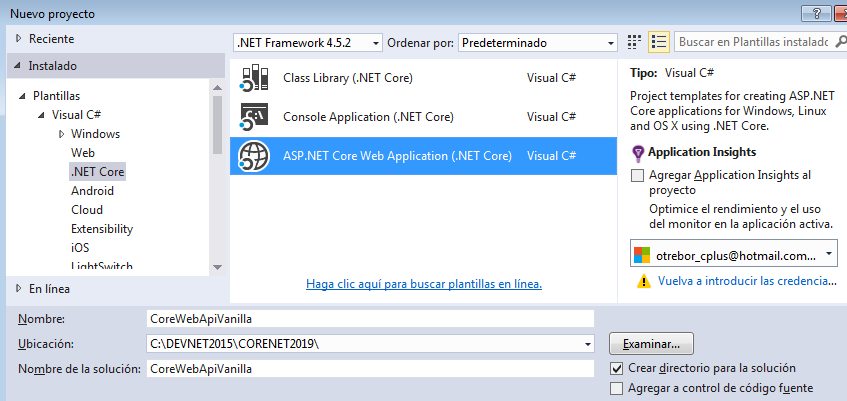 Nuevo proyecto
Reciente
.NET Framework 4.5.2
Ordenar por:
Predeterminado
Buscar en Plantillas instalado
Instalado
Plantillas
Visual C#
Windows
Web
.NET Core
Android
Cloud
Extensibility
iOS
LightSwitch
En línea
Class Library (.NET Core) Visual C#
Console Application (.NET Core) Visual C#
ASP.NET Core Web Application (.NET Core) Visual C#
Haga clic aquí para buscar plantillas en línea.
Tipo: Visual C#
Project templates for creating ASP.NET
Core applications for Windows, Linux
and OS X using .NET Core.
Application Insights
Agregar Application Insights al
proyecto
Optimice el rendimiento y el uso
del monitor en la aplicación activa.
otrebor_cplus@hotmail.com...
Vuelva a introducir las credencia...
Nombre: CoreWebApiVanilla
Ubicación: C:\DEVNET2015\CORENET2019\
Examinar...
Nombre de la solución: CoreWebApiVanilla
Crear directorio para la solución
Agregar a control de código fuente